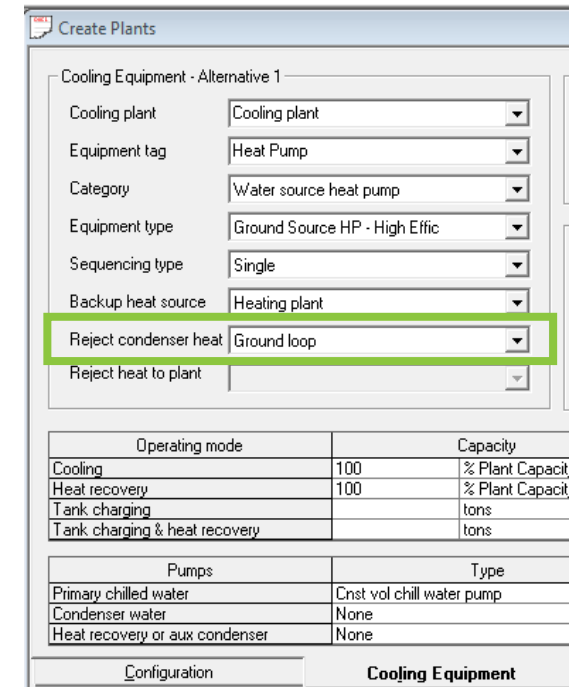 Create Plants
Cooling Equipment - Alternative 1
Cooling plant Cooling plant
Equipment tag Heat Pump
Category Water source heat pump
Equipment type Ground Source HP - High Effic
Sequencing type Single
Backup heat source Heating plant
Reject condenser heat Ground loop
Reject heat to plant
Operating mode Capacity
Cooling 100 % Plant Capacit
Heat recovery 100 % Plant Capacit
Tank charging tons
Tank charging & heat recovery tons
Pumps Type
Primary chilled water Cnst vol chill water pump
Condenser water None
Heat recovery or aux condenser None
Configuration Cooling Equipment